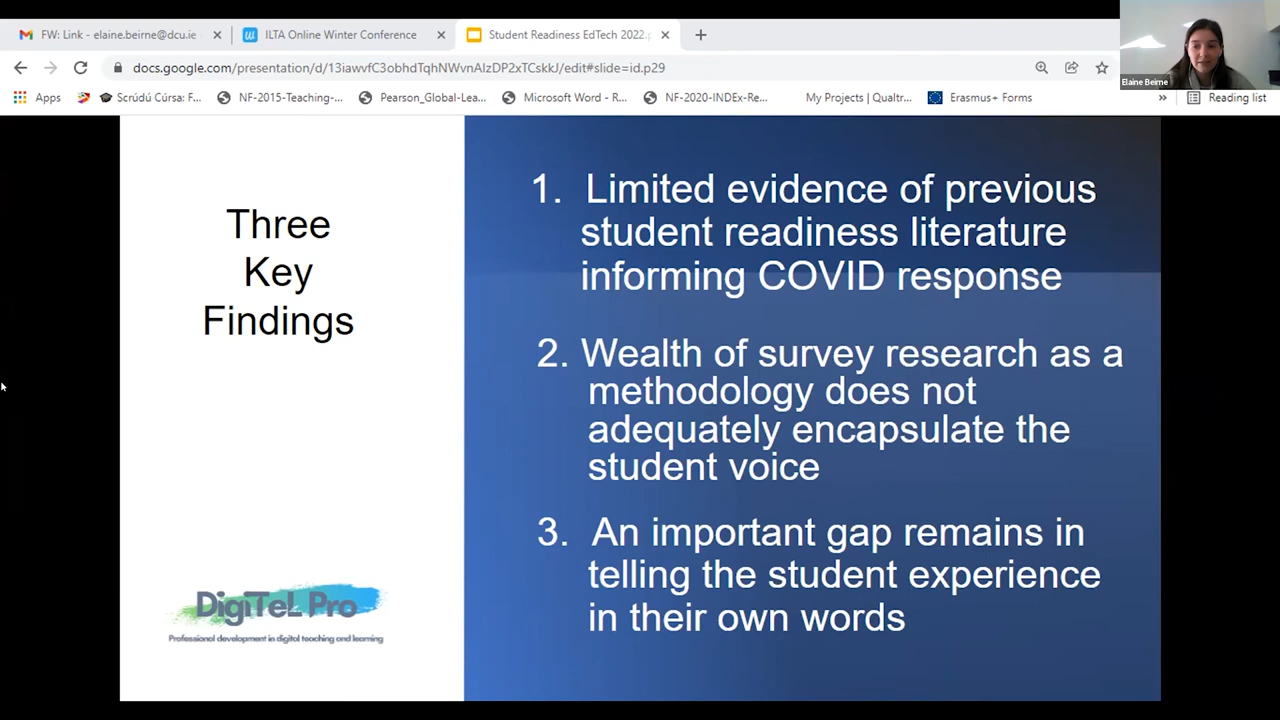 FW: Link - elaine.beirne@dcu.ie
ILTA Online Winter Conference
Student Readiness EdTech 2022.p
docs.google.com/presentation/d/13iawvfC3obhdTqhNWvnAIzDP2xTCskkJ/edit#slide=id.p29
Apps
Scrúdú Cúrsa: F...
NF-2015-Teaching-...
Pearson_Global-Lea...
Microsoft Word - R...
NF-2020-INDEx-Re...
My Projects | Qualtr...
Erasmus+ Forms
»
Reading list
Elaine Beirne
Three
Key
Findings
1. Limited evidence of previous
student readiness literature
informing COVID response
2. Wealth of survey research as a
methodology does not
adequately encapsulate the
student voice
3. An important gap remains in
telling the student experience
in their own words
DigiTeL Pro
Professional development in digital teaching and learning